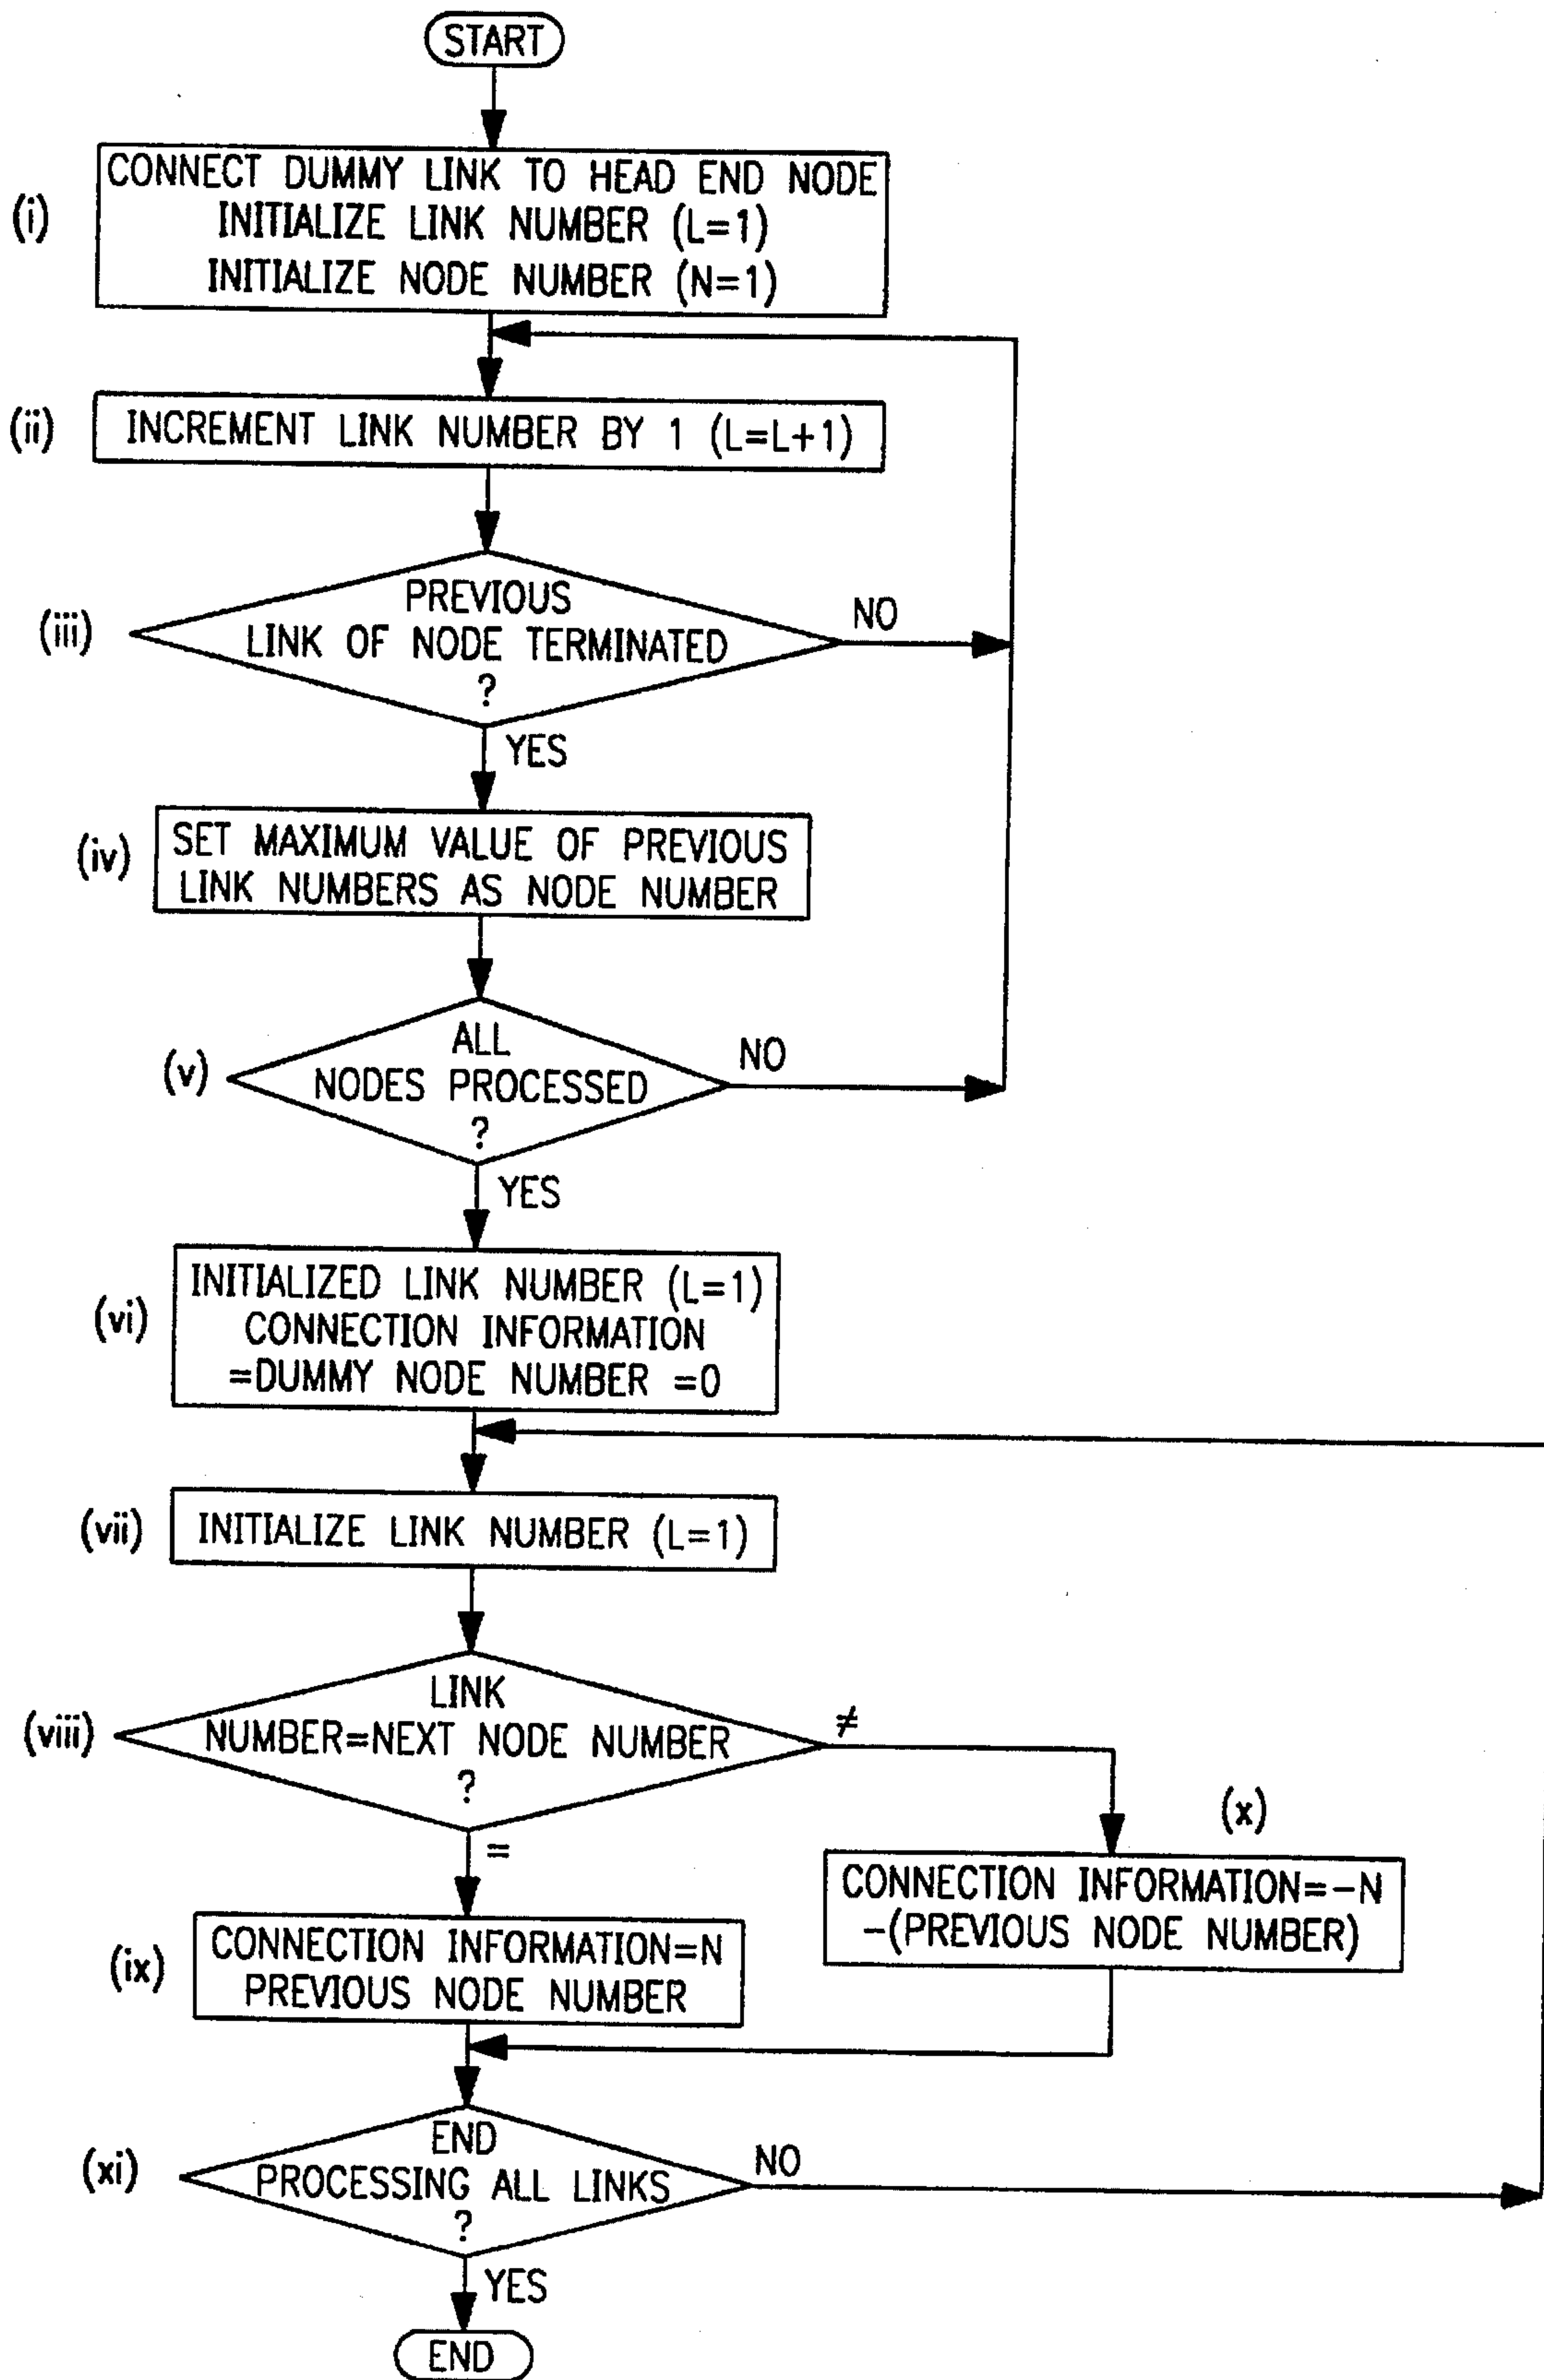 START
(i)
CONNECT DUMMY LINK TO HEAD END NODE
INITIALIZE LINK NUMBER (L=1)
INITIALIZE NODE NUMBER (N=1)
(ii)
INCREMENT LINK NUMBER BY 1 (L=L+1)
(iii)
PREVIOUS
LINK OF NODE TERMINATED
?
NO
YES
(iv)
SET MAXIMUM VALUE OF PREVIOUS
LINK NUMBERS AS NODE NUMBER
(v)
ALL
NODES PROCESSED
?
NO
YES
(vi)
INITIALIZED LINK NUMBER (L=1)
CONNECTION INFORMATION
=DUMMY NODE NUMBER =0
(vii)
INITIALIZE LINK NUMBER (L=1)
(viii)
LINK
NUMBER=NEXT NODE NUMBER
?
≠
=
(x)
CONNECTION INFORMATION=-N
-(PREVIOUS NODE NUMBER)
(ix)
CONNECTION INFORMATION=N
PREVIOUS NODE NUMBER
(xi)
END
PROCESSING ALL LINKS
?
NO
YES
END